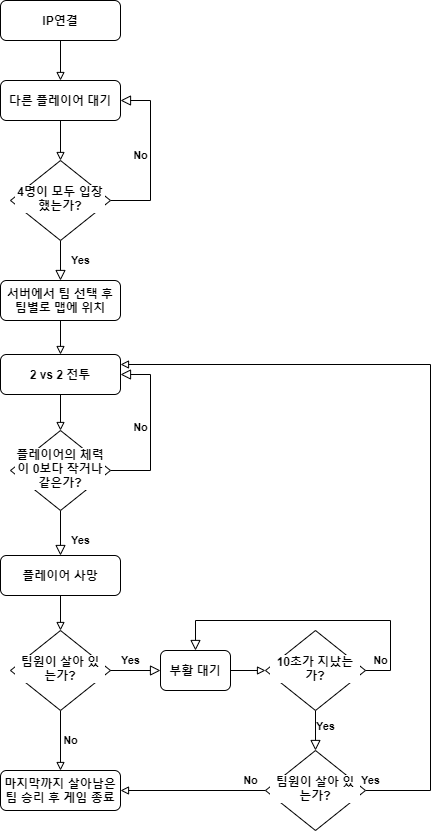 IP연결
다른 플레이어 대기
No
4명이 모두 입장
했는가?
Yes
서버에서 팀 선택 후
팀별로 맵에 위치
2 vs 2 전투
No
플레이어의 체력
이 0보다 작거나
같은가?
Yes
플레이어 사망
팀원이 살아 있
는가?
Yes
부활 대기
10초가 지났는
가?
No
No
Yes
마지막까지 살아남은
팀 승리 후 게임 종료
No
팀원이 살아 있
는가?
Yes